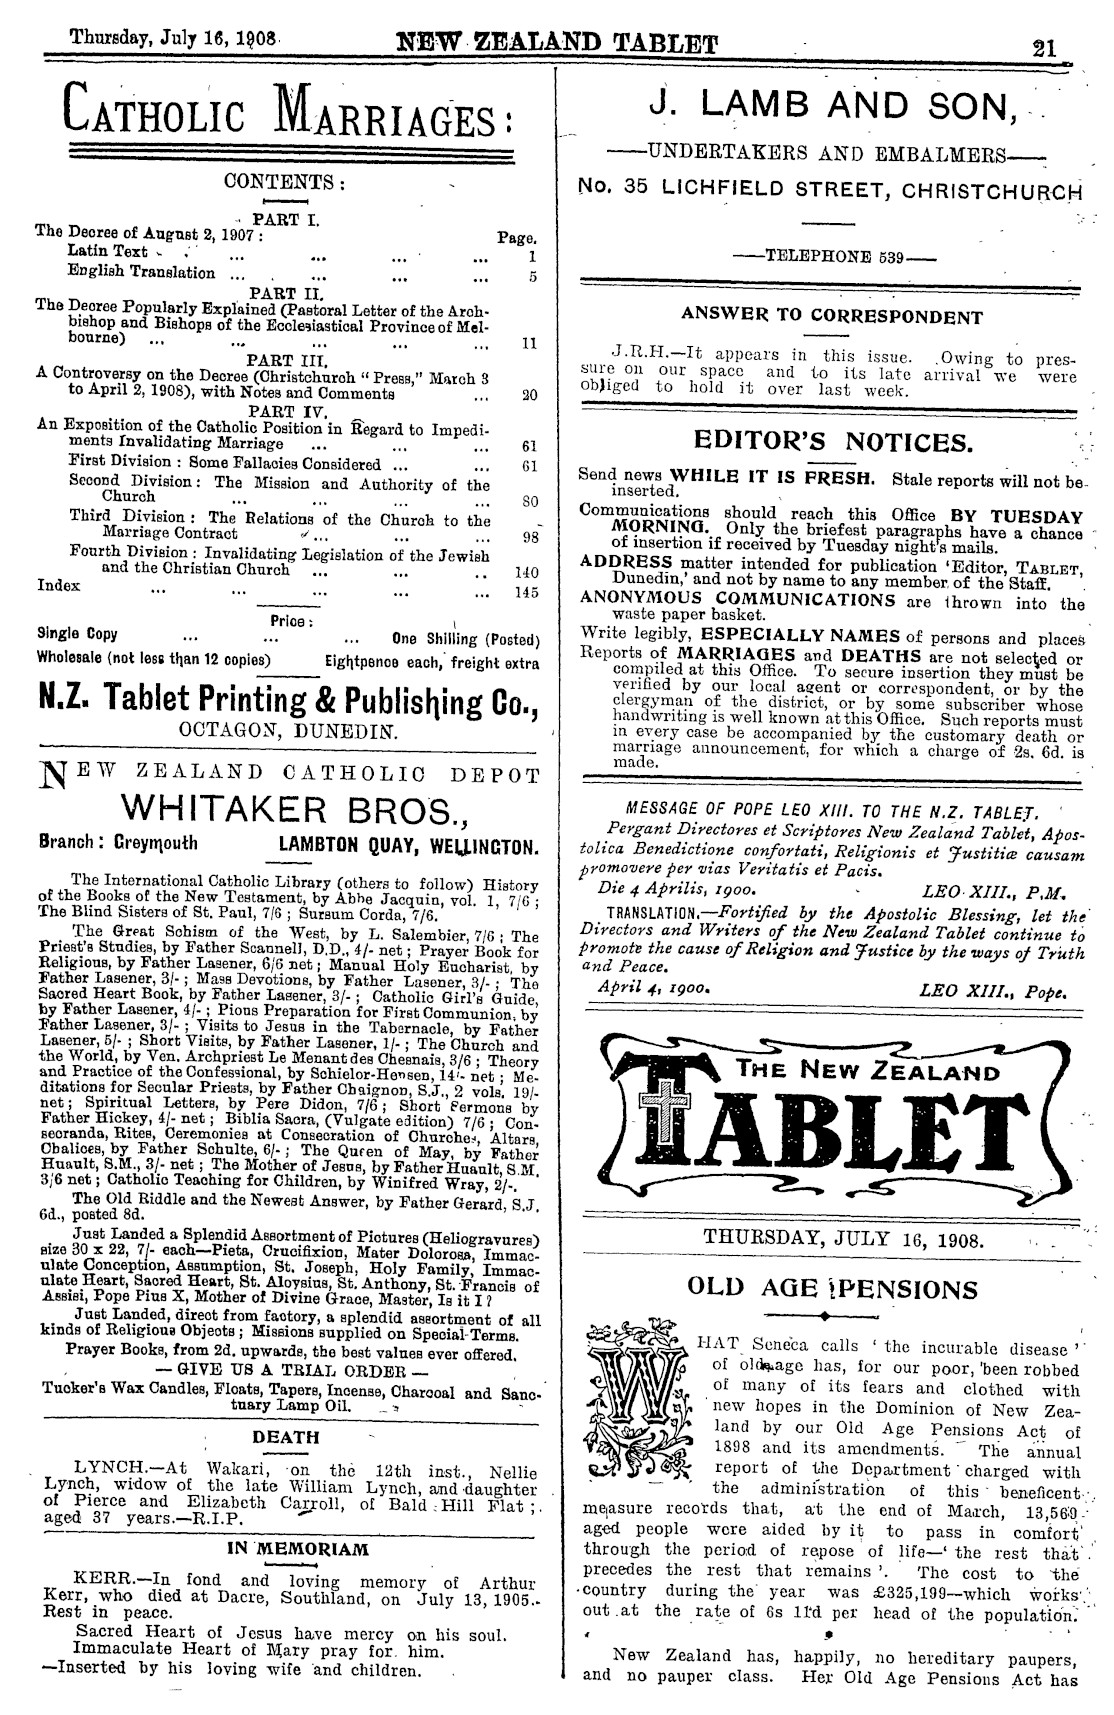 Thursday, July 16, 1908. NEW ZEALAND TABLET 21
CATHOLIC MARRIAGES:
CONTENTS:
PART I.
The Decree of August 2, 1907: Page.
Latin Text ... ... ... ... 1
English Translation ... ... ... ... 5
PART II.
The Decree Popularly Explained (Pastoral Letter of the Arch-
bishop and Bishops of the Ecclesiastical Province of Mel-
bourne) ... ... ... ... ... 11
PART III.
A Controversy on the Decree (Christchurch "Press," March 3
to April 2, 1908), with Notes and Comments ... 20
PART IV.
An Exposition of the Catholic Position in Regard to Impedi-
ments Invalidating Marriage ... ... ... 61
First Division: Some Fallacies Considered ... ... 61
Second Division: The Mission and Authority of the
Church ... ... ... ... 80
Third Division: The Relations of the Church to the
Marriage Contract ... ... ... 98
Fourth Division: Invalidating Legislation of the Jewish
and the Christian Church ... ... .. 140
Index ... ... ... ... ... 145
Price:
Single Copy ... ... ... One Shilling (Posted)
Wholesale (not less than 12 copies) Eightpence each, freight extra
N.Z. Tablet Printing & Publishing Co.,
OCTAGON, DUNEDIN.
NEW ZEALAND CATHOLIC DEPOT
WHITAKER BROS.,
Branch: Greymouth LAMBTON QUAY, WELLINGTON.
The International Catholic Library (others to follow) History
of the Books of the New Testament, by Abbe Jacquin, vol. 1, 7/6;
The Blind Sisters of St. Paul, 7/6; Sursum Corda, 7/6.
The Great Schism of the West, by L. Salembier, 7/6; The
Priest's Studies, by Father Scannell, D.D., 4/- net; Prayer Book for
Religious, by Father Lasener, 6/6 net; Manual Holy Eucharist, by
Father Lasener, 3/-; Mass Devotions, by Father Lasener, 3/-; The
Sacred Heart Book, by Father Lasener, 3/-; Catholic Girl's Guide,
by Father Lasener, 4/-; Pious Preparation for First Communion, by
Father Lasener, 3/-; Visits to Jesus in the Tabernacle, by Father
Lasener, 5/-; Short Visits, by Father Lasener, 1/-; The Church and
the World, by Ven. Archpriest Le Menant des Chesnais, 3/6; Theory
and Practice of the Confessional, by Schielor-Hensen, 14/- net; Me-
ditations for Secular Priests, by Father Chaignon, S.J., 2 vols. 19/-
net; Spiritual Letters, by Pere Didon, 7/6; Short Sermons by
Father Hickey, 4/- net; Biblia Sacra, (Vulgate edition) 7/6; Con-
secranda, Rites, Ceremonies at Consecration of Churches, Altars,
Chalices, by Father Schulte, 6/-; The Queen of May, by Father
Huault, S.M., 3/- net; The Mother of Jesus, by Father Huault, S.M.
3/6 net; Catholic Teaching for Children, by Winifred Wray, 2/-.
The Old Riddle and the Newest Answer, by Father Gerard, S.J.
6d., posted 8d.
Just Landed a Splendid Assortment of Pictures (Heliogravures)
size 30 x 22, 7/- each—Pieta, Crucifixion, Mater Dolorosa, Immac-
ulate Conception, Assumption, St. Joseph, Holy Family, Immac-
ulate Heart, Sacred Heart, St. Aloysius, St. Anthony, St. Francis of
Assisi, Pope Pius X, Mother of Divine Grace, Master, Is it I?
Just Landed, direct from factory, a splendid assortment of all
kinds of Religious Objects; Missions supplied on Special Terms.
Prayer Books, from 2d. upwards, the best values ever offered.
— GIVE US A TRIAL ORDER —
Tucker's Wax Candles, Floats, Tapers, Incense, Charcoal and Sanc-
tuary Lamp Oil.
DEATH
LYNCH.—At Wakari, on the 12th inst., Nellie
Lynch, widow of the late William Lynch, and daughter
of Pierce and Elizabeth Carroll, of Bald Hill Flat;
aged 37 years.—R.I.P.
IN MEMORIAM
KERR.—In fond and loving memory of Arthur
Kerr, who died at Dacre, Southland, on July 13, 1905.—
Rest in peace.
Sacred Heart of Jesus have mercy on his soul.
Immaculate Heart of Mary pray for him.
—Inserted by his loving wife and children.
J. LAMB AND SON,
—UNDERTAKERS AND EMBALMERS—
No. 35 LICHFIELD STREET, CHRISTCHURCH
—TELEPHONE 539—
ANSWER TO CORRESPONDENT
J.R.H.—It appears in this issue. Owing to pres-
sure on our space and to its late arrival we were
obliged to hold it over last week.
EDITOR'S NOTICES.
Send news WHILE IT IS FRESH. Stale reports will not be
inserted.
Communications should reach this Office BY TUESDAY
MORNING. Only the briefest paragraphs have a chance
of insertion if received by Tuesday night's mails.
ADDRESS matter intended for publication 'Editor, TABLET,
Dunedin,' and not by name to any member of the Staff.
ANONYMOUS COMMUNICATIONS are thrown into the
waste paper basket.
Write legibly, ESPECIALLY NAMES of persons and places
Reports of MARRIAGES and DEATHS are not selected or
compiled at this Office. To secure insertion they must be
verified by our local agent or correspondent, or by the
clergyman of the district, or by some subscriber whose
handwriting is well known at this Office. Such reports must
in every case be accompanied by the customary death or
marriage announcement, for which a charge of 2s. 6d. is
made.
MESSAGE OF POPE LEO XIII. TO THE N.Z. TABLET.
Pergant Directores et Scriptores New Zealand Tablet, Apos-
tolica Benedictione confortati, Religionis et Justitiæ causam
promovere per vias Veritatis et Pacis.
Die 4 Aprilis, 1900. LEO XIII., P.M.
TRANSLATION.—Fortified by the Apostolic Blessing, let the
Directors and Writers of the New Zealand Tablet continue to
promote the cause of Religion and Justice by the ways of Truth
and Peace.
April 4, 1900. LEO XIII., Pope.
THE NEW ZEALAND
TABLET
THURSDAY, JULY 16, 1908.
OLD AGE PENSIONS
WHAT Seneca calls 'the incurable disease'
of old age has, for our poor, been robbed
of many of its fears and clothed with
new hopes in the Dominion of New Zea-
land by our Old Age Pensions Act of
1898 and its amendments. The annual
report of the Department charged with
the administration of this beneficent
measure records that, at the end of March, 13,569
aged people were aided by it to pass in comfort
through the period of repose of life—'the rest that
precedes the rest that remains'. The cost to the
country during the year was £325,199—which works
out at the rate of 6s 11d per head of the population.
New Zealand has, happily, no hereditary paupers,
and no pauper class. Her Old Age Pensions Act has